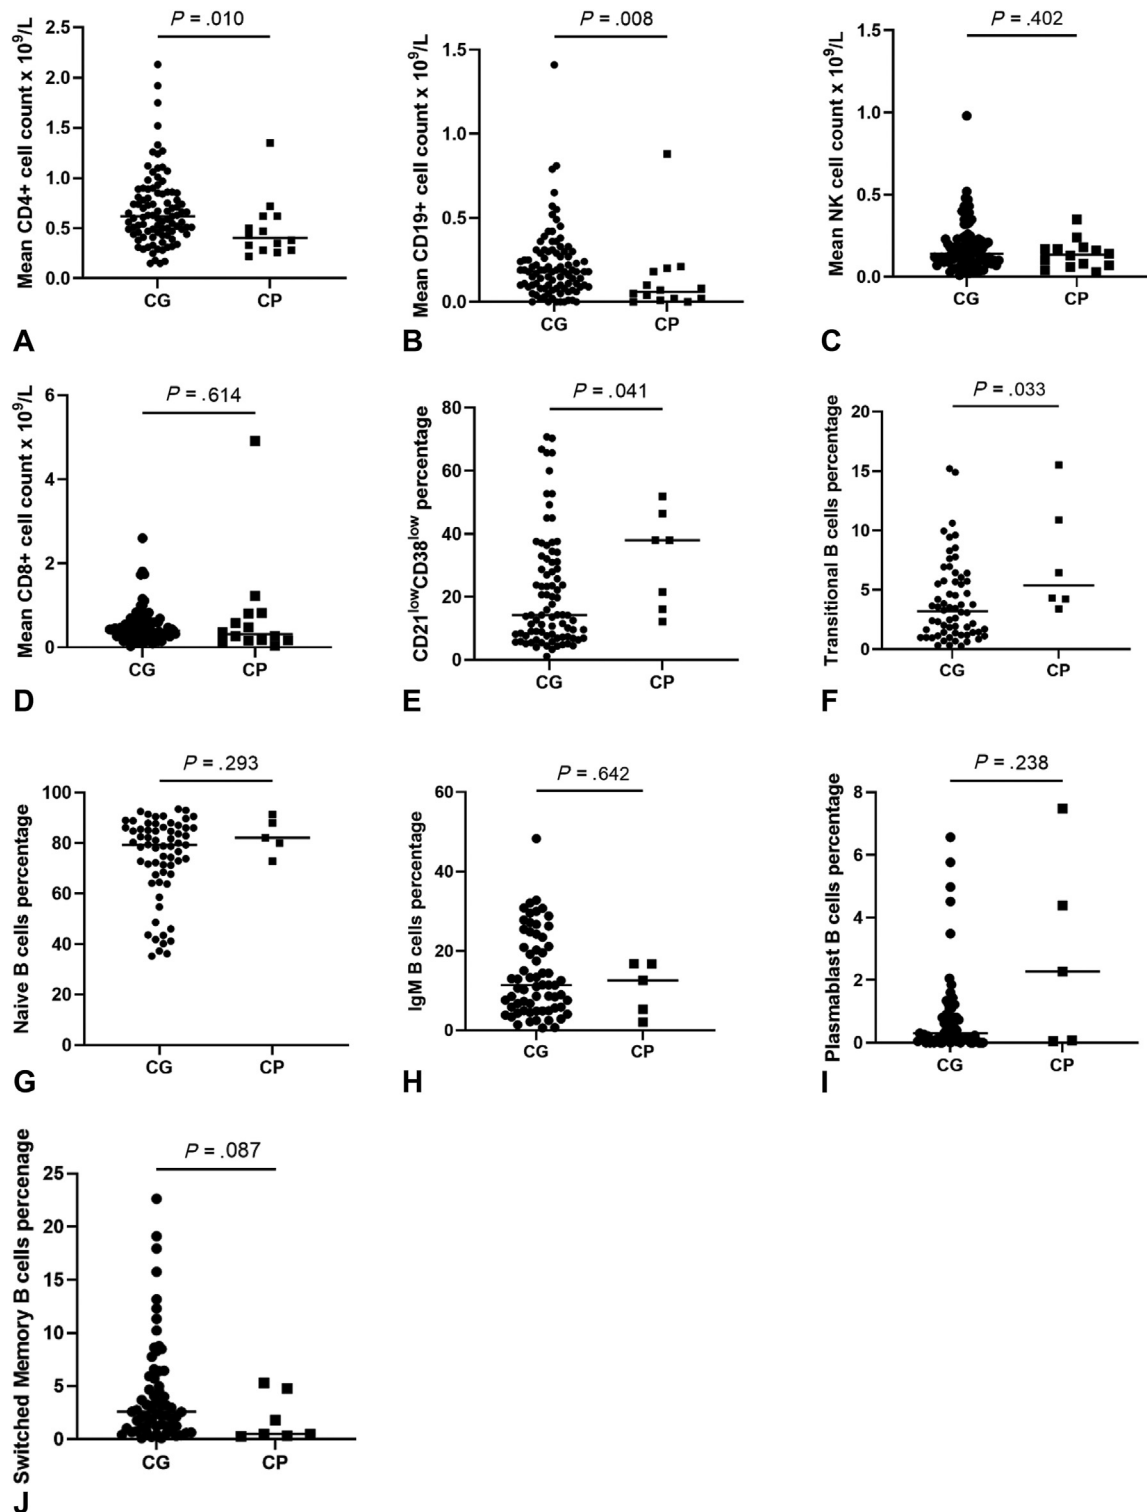 P = .010
Mean CD4+ cell count x 10⁹/L
2.5
2.0
1.5
1.0
0.5
0.0
CG
CP
A
P = .008
Mean CD19+ cell count x 10⁹/L
1.5
1.0
0.5
0.0
CG
CP
B
P = .402
Mean NK cell count x 10⁹/L
1.5
1.0
0.5
0.0
CG
CP
C
P = .614
Mean CD8+ cell count x 10⁹/L
6
4
2
0
CG
CP
D
P = .041
CD21ˡᵒʷCD38ˡᵒʷ percentage
80
60
40
20
0
CG
CP
E
P = .033
Transitional B cells percentage
20
15
10
5
0
CG
CP
F
P = .293
Naive B cells percentage
100
80
60
40
20
0
CG
CP
G
P = .642
IgM B cells percentage
60
40
20
0
CG
CP
H
P = .238
Plasmablast B cells percentage
8
6
4
2
0
CG
CP
I
P = .087
Switched Memory B cells percenage
25
20
15
10
5
0
CG
CP
J